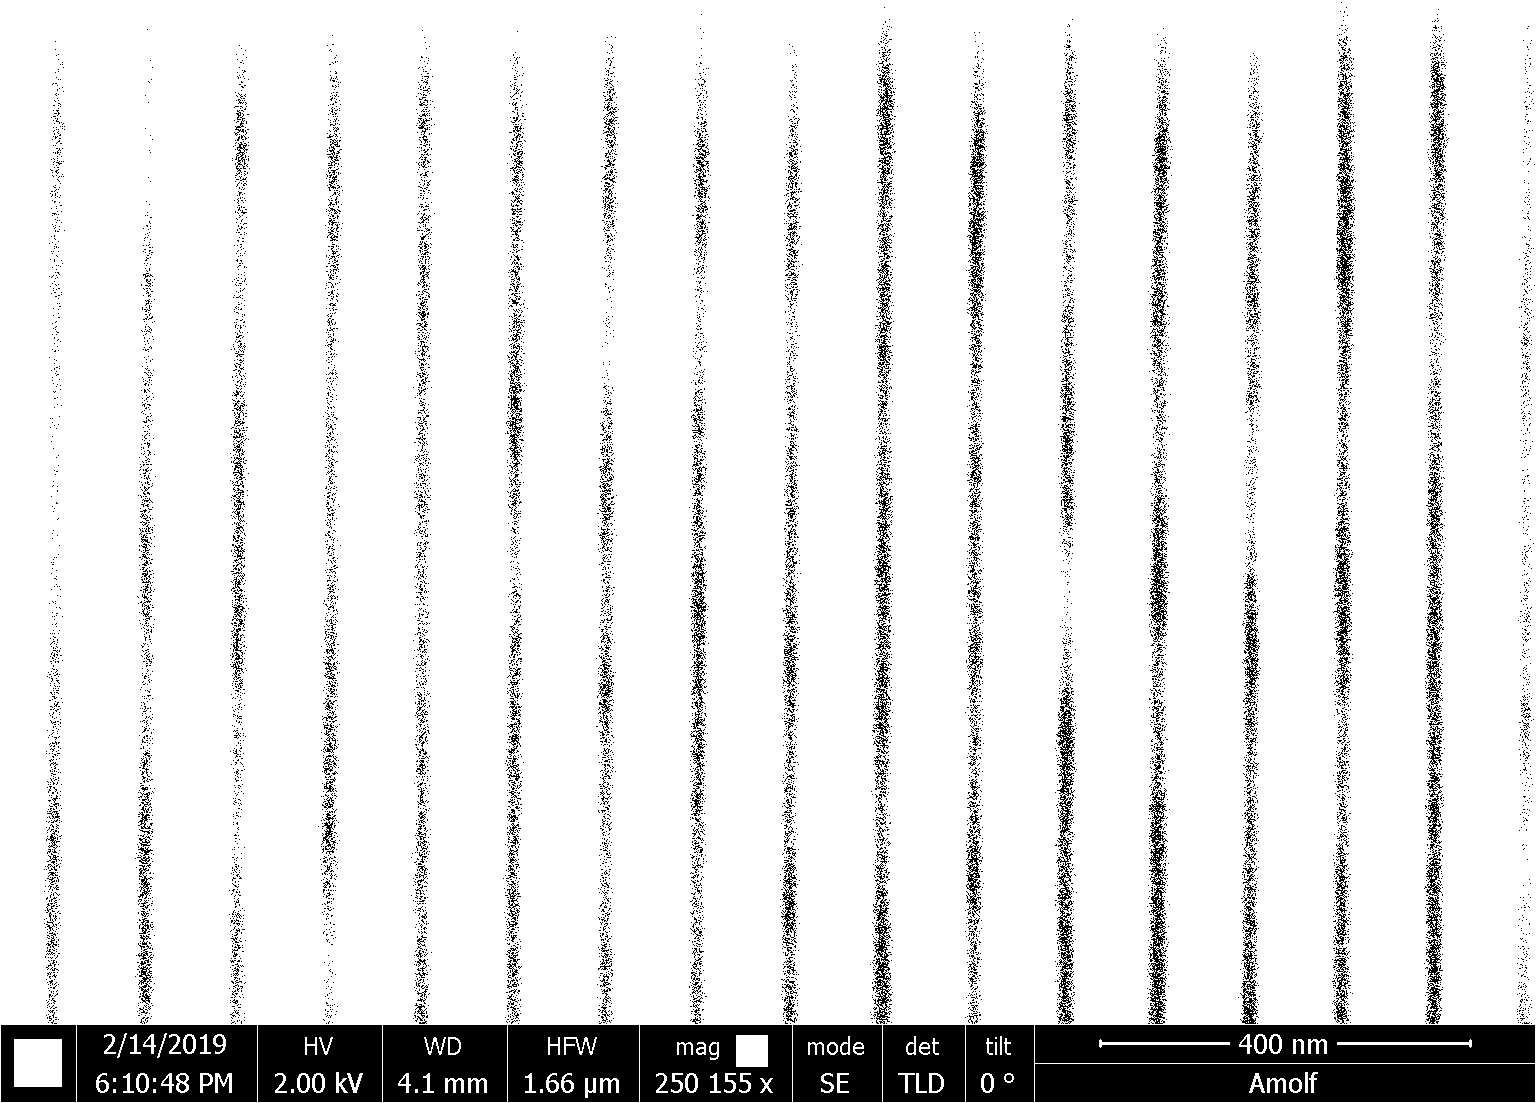 2/14/2019
6:10:48 PM
HV
2.00 kV
WD
4.1 mm
HFW
1.66 µm
mag
250 155 x
mode
SE
det
TLD
tilt
0 °
400 nm
Amolf